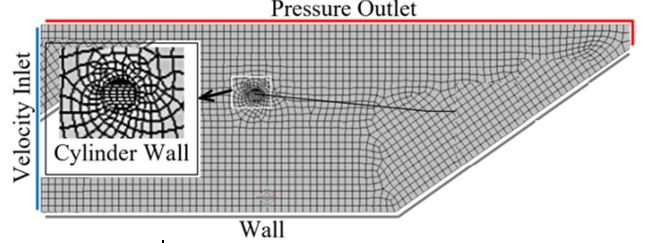 Pressure Outlet
Velocity Inlet
Cylinder Wall
Wall